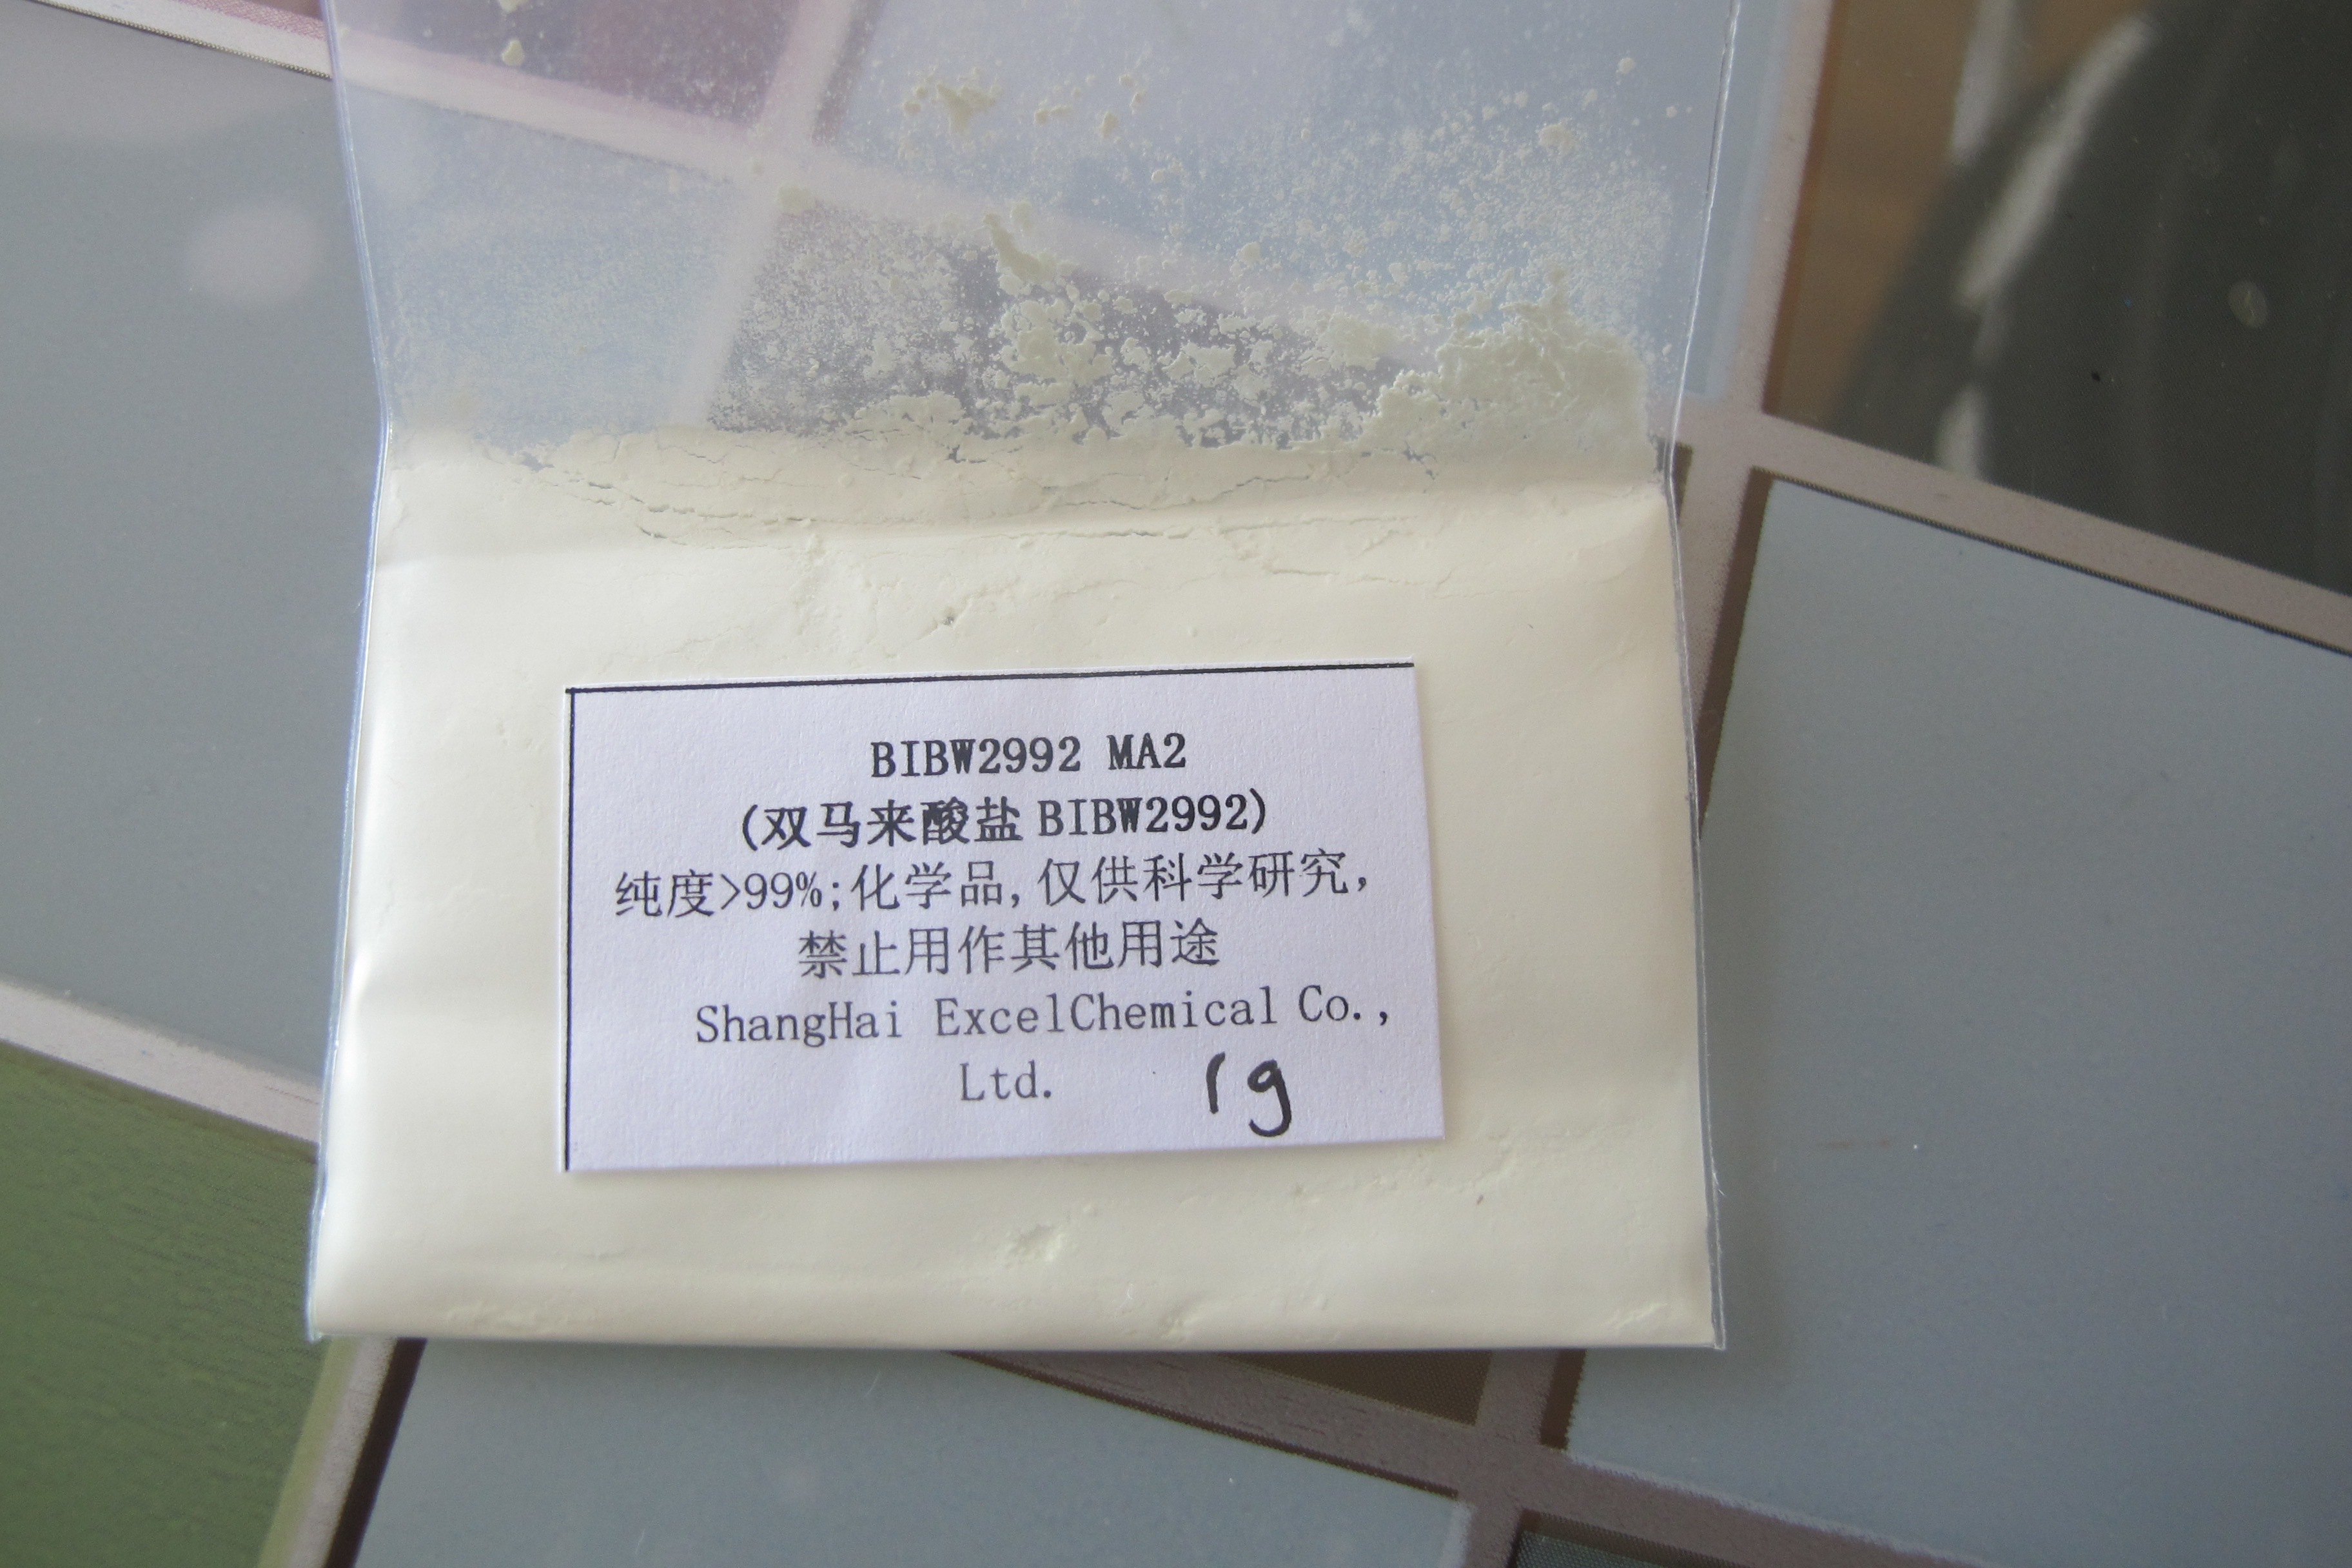 BIBW2992 MA2
(双马来酸盐 BIBW2992)
纯度>99%;化学品,仅供科学研究,
禁止用作其他用途
ShangHai ExcelChemical Co.,
Ltd. 1g